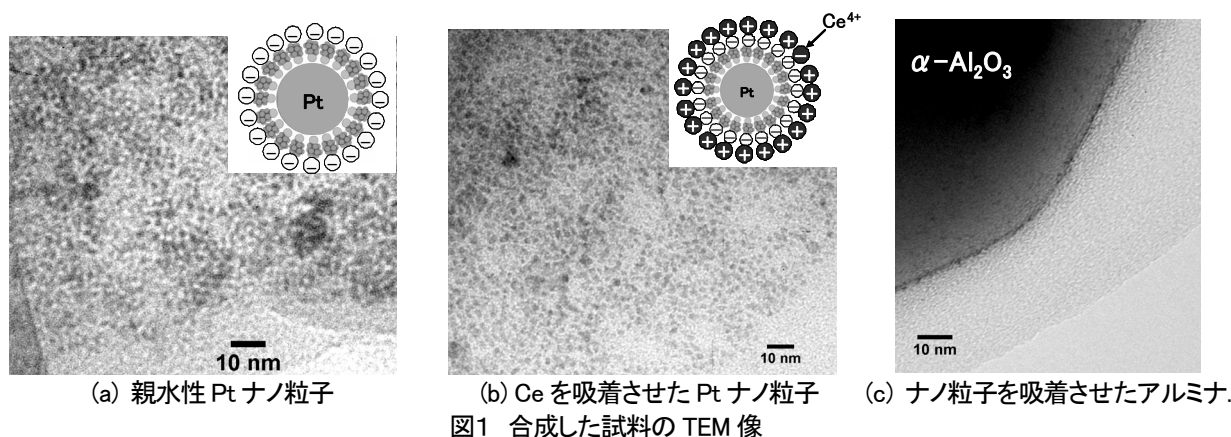 Pt
Pt
Ce⁴⁺
α-Al₂O₃
10 nm
10 nm
10 nm
(a) 親水性 Pt ナノ粒子
(b) Ce を吸着させた Pt ナノ粒子
(c) ナノ粒子を吸着させたアルミナ.
図1 合成した試料の TEM 像